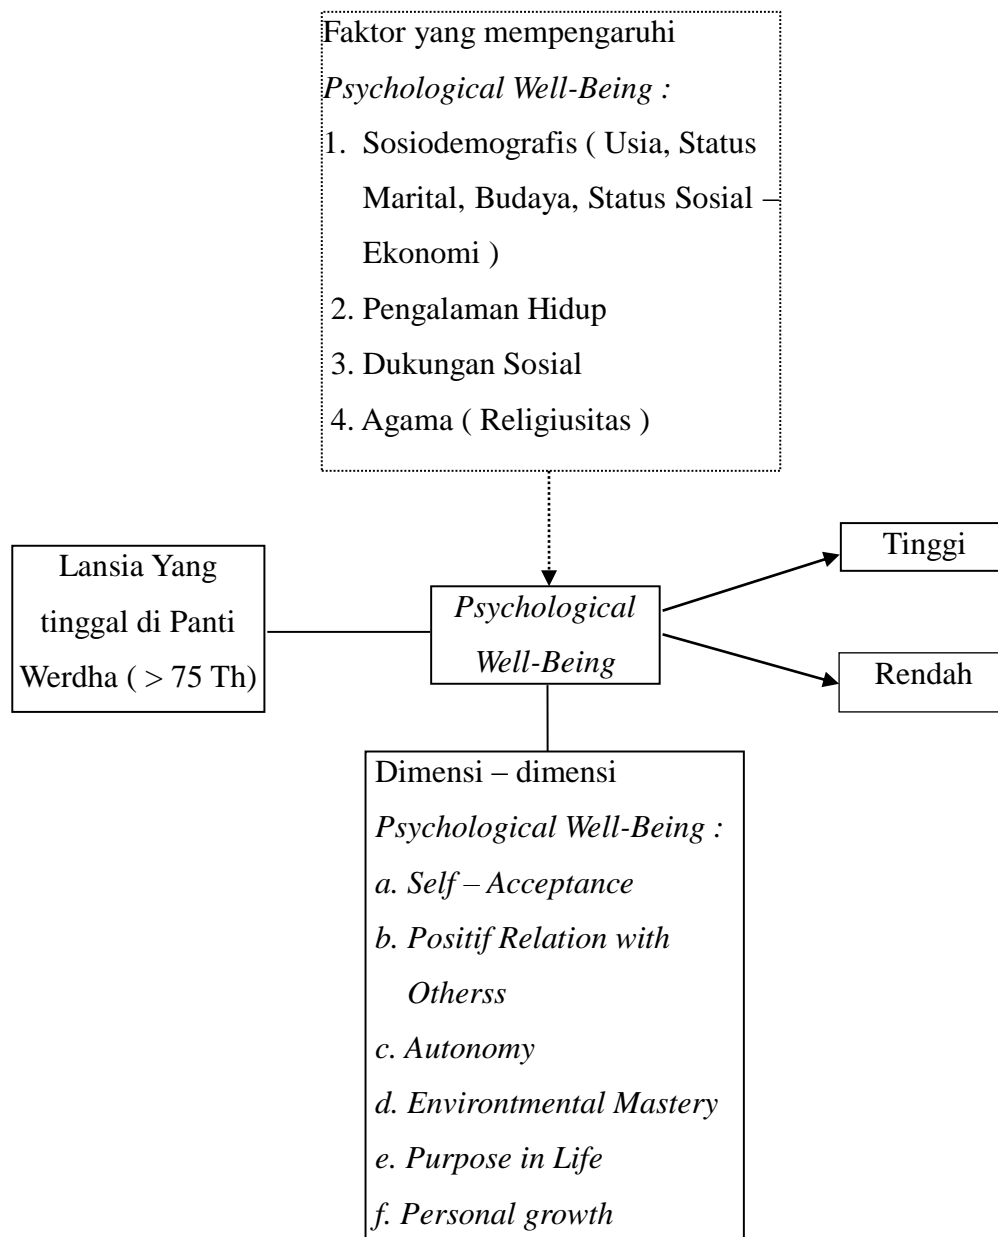 Faktor yang mempengaruhi
Psychological Well-Being :
1. Sosiodemografis ( Usia, Status
Marital, Budaya, Status Sosial –
Ekonomi )
2. Pengalaman Hidup
3. Dukungan Sosial
4. Agama ( Religiusitas )
Lansia Yang
tinggal di Panti
Werdha ( > 75 Th)
Psychological
Well-Being
Tinggi
Rendah
Dimensi – dimensi
Psychological Well-Being :
a. Self – Acceptance
b. Positif Relation with
Otherss
c. Autonomy
d. Environtmental Mastery
e. Purpose in Life
f. Personal growth